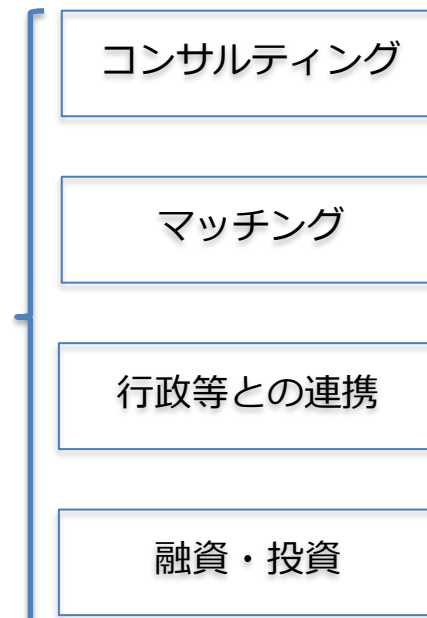 コンサルティング
マッチング
行政等との連携
融資・投資